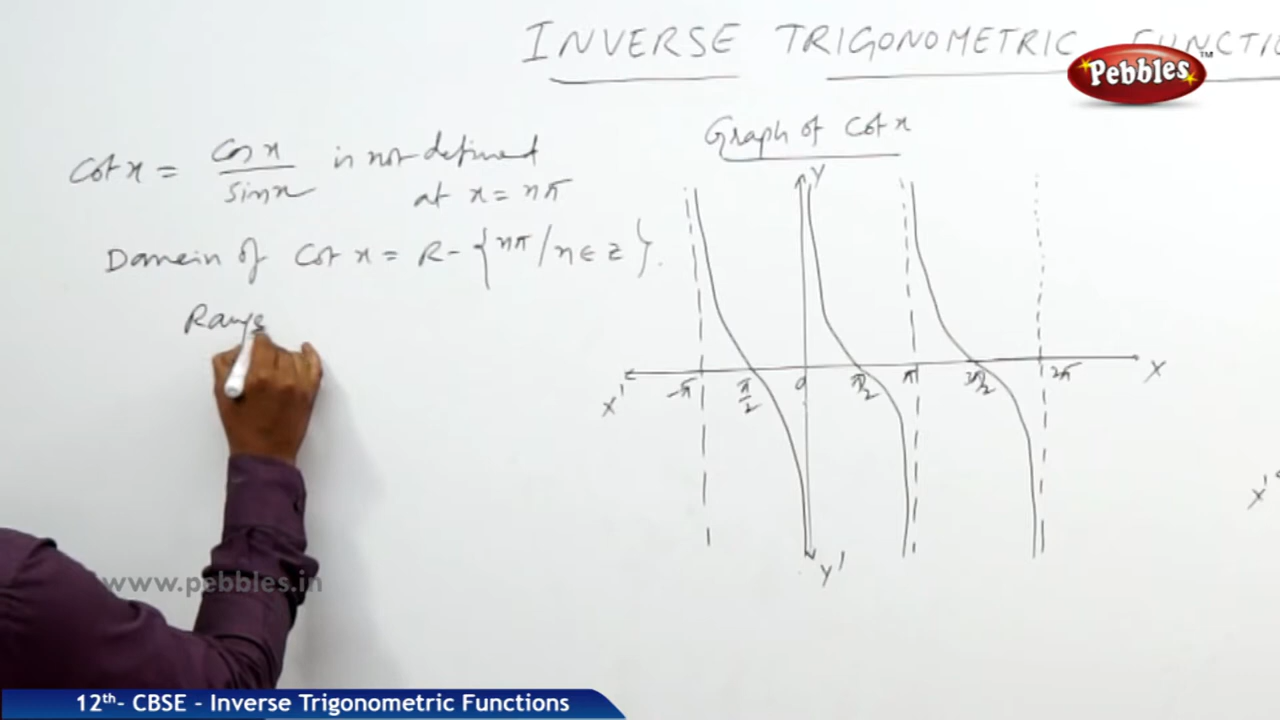 INVERSE TRIGONOMETRIC FUNCTIO
Pebbles™
Cot x = Cos x / Sin x is not defined
at x = nπ
Domain of Cot x = R - {nπ / n ∈ Z}.
Range
Graph of Cot x
Y
-π π/2 0 π/2 π 3π/2 2π X
X'
Y'
X'
www.pebbles.in
12th- CBSE - Inverse Trigonometric Functions